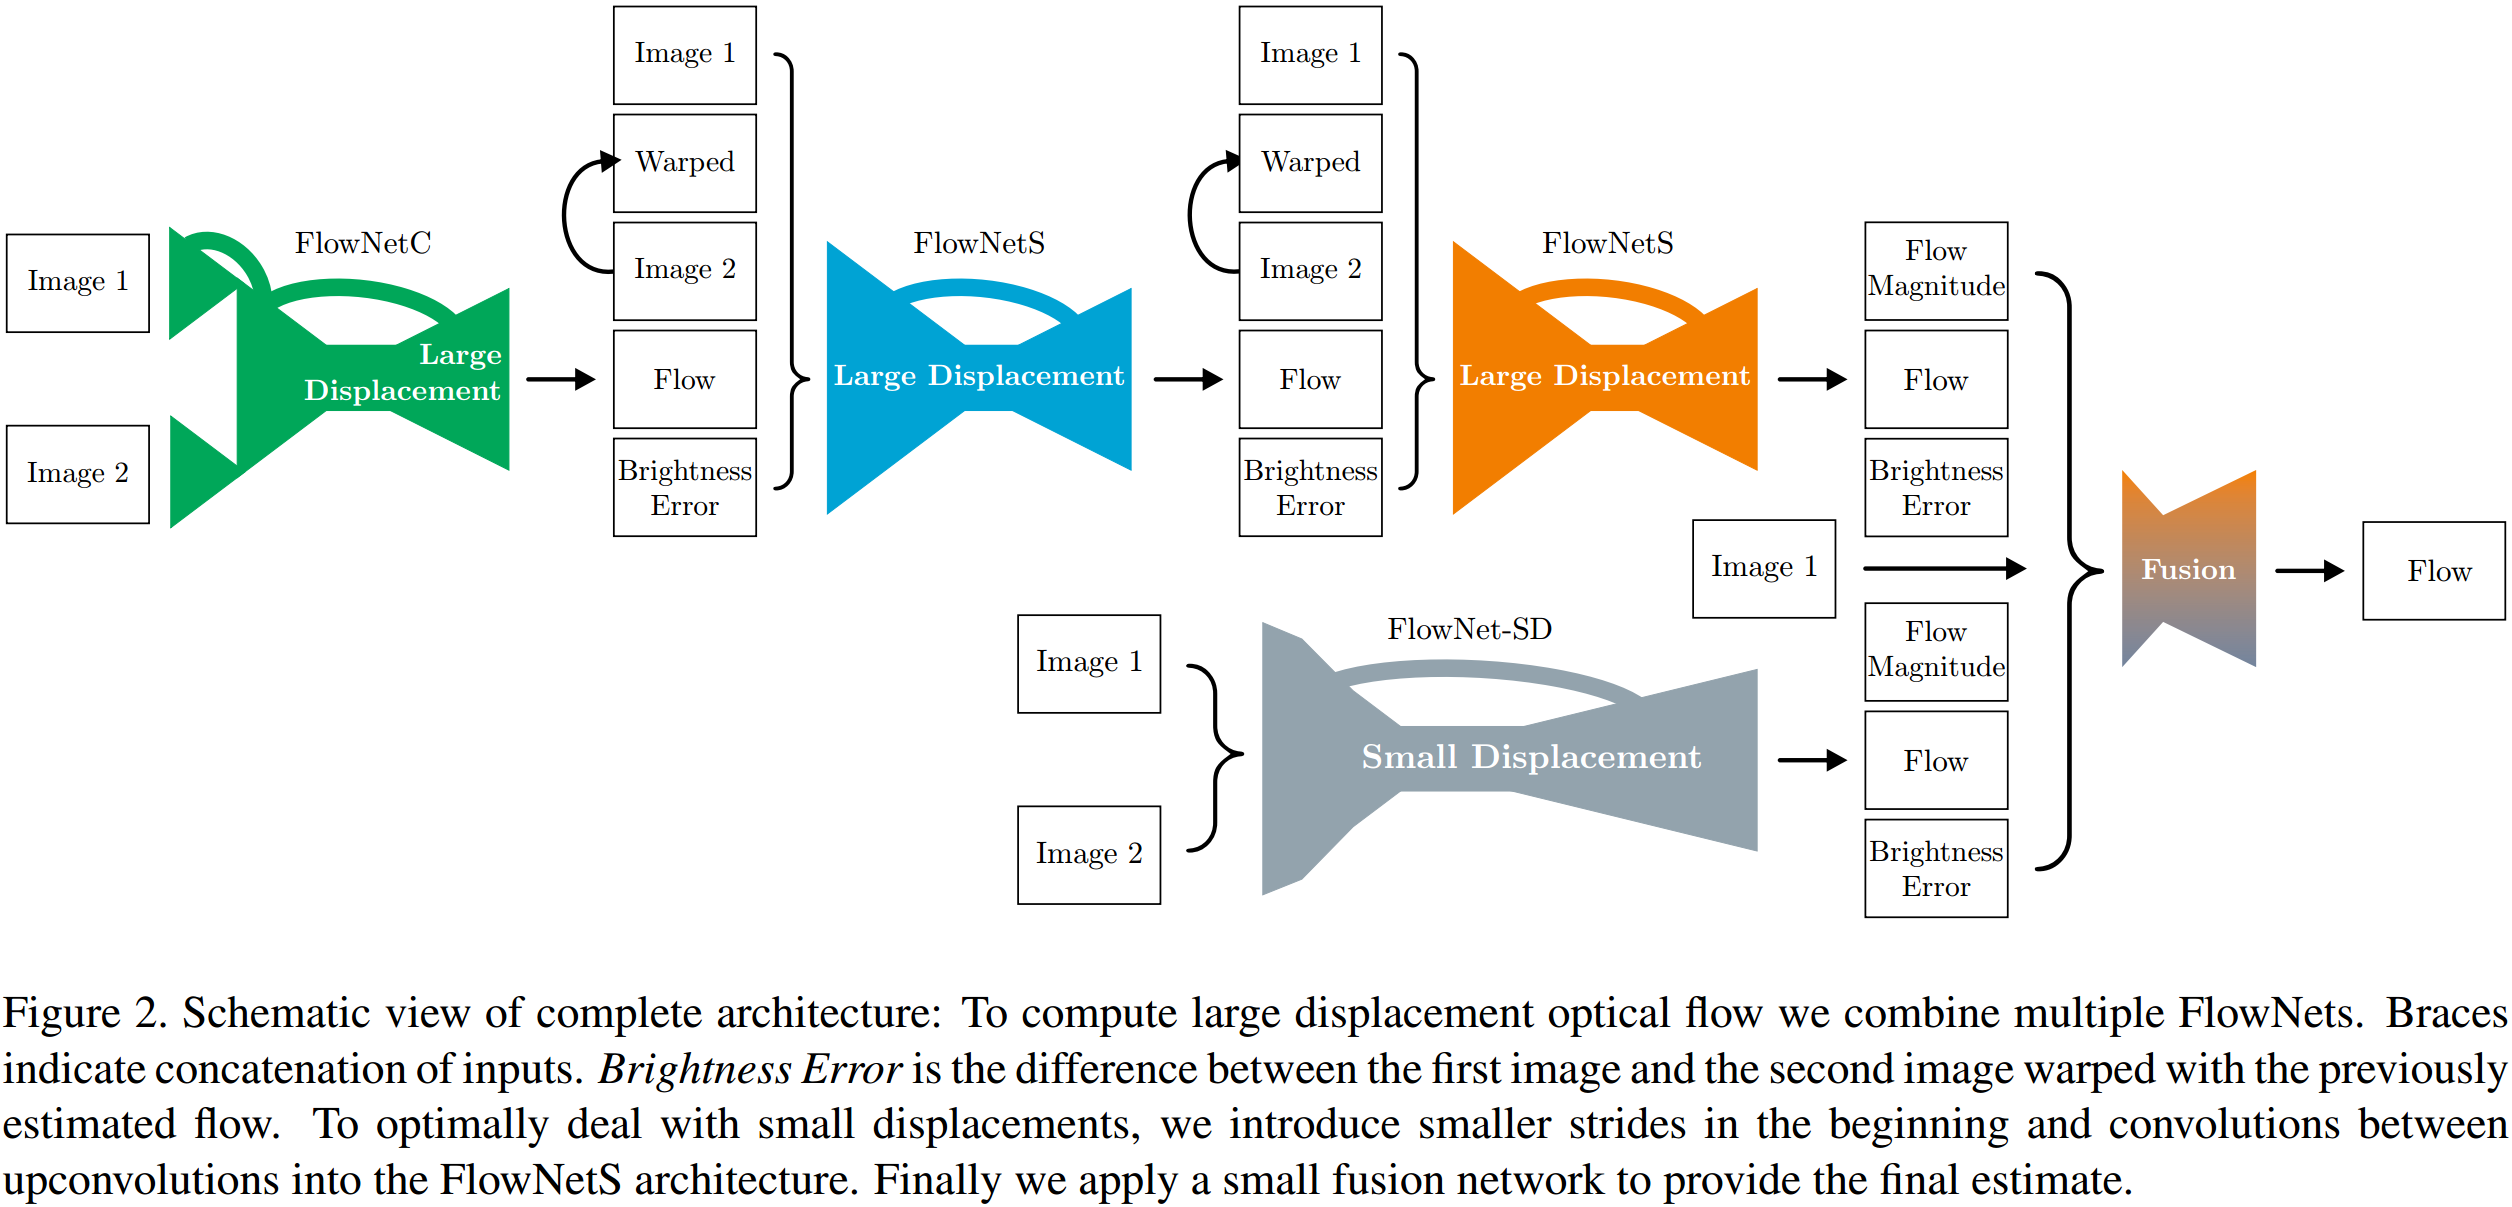 Image 1
Image 2
FlowNetC
Large
Displacement
Image 1
Warped
Image 2
Flow
Brightness
Error
FlowNetS
Large Displacement
Image 1
Warped
Image 2
Flow
Brightness
Error
FlowNetS
Large Displacement
Flow
Magnitude
Flow
Brightness
Error
Image 1
Image 1
Image 2
FlowNet-SD
Small Displacement
Flow
Magnitude
Flow
Brightness
Error
Fusion
Flow
Figure 2. Schematic view of complete architecture: To compute large displacement optical flow we combine multiple FlowNets. Braces
indicate concatenation of inputs. Brightness Error is the difference between the first image and the second image warped with the previously
estimated flow. To optimally deal with small displacements, we introduce smaller strides in the beginning and convolutions between
upconvolutions into the FlowNetS architecture. Finally we apply a small fusion network to provide the final estimate.